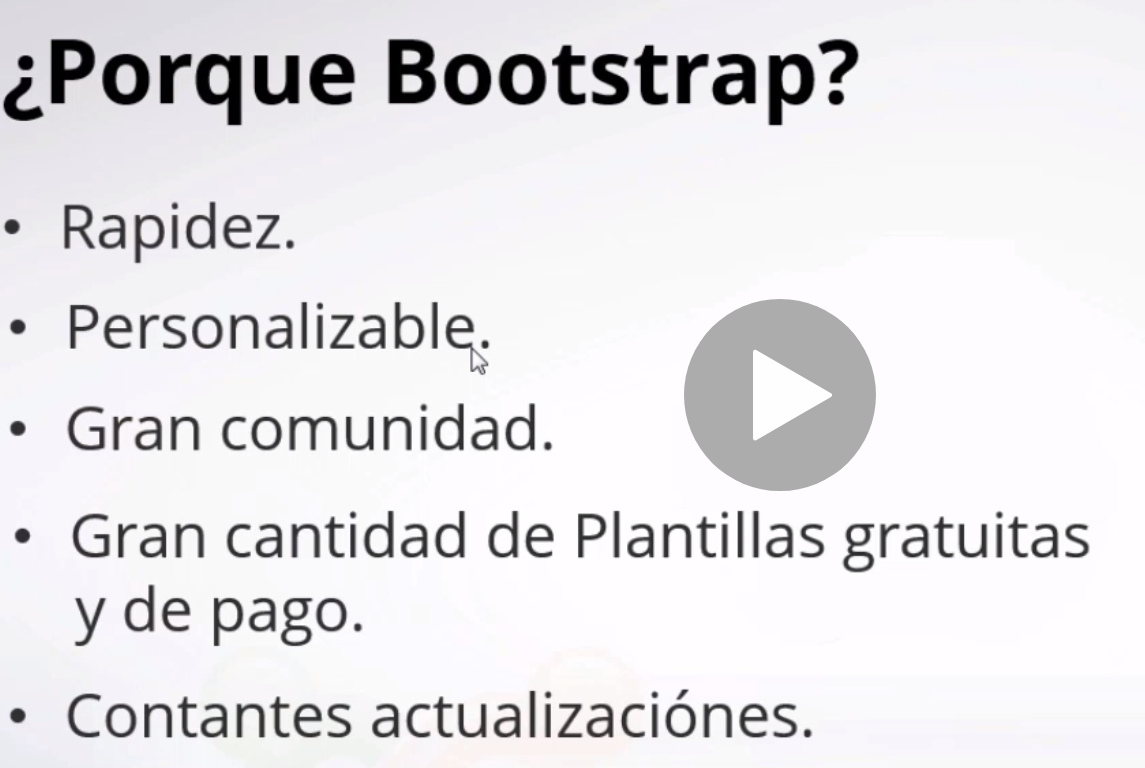 ¿Porque Bootstrap?
• Rapidez.
• Personalizable.
• Gran comunidad.
• Gran cantidad de Plantillas gratuitas
y de pago.
• Contantes actualizaciónes.